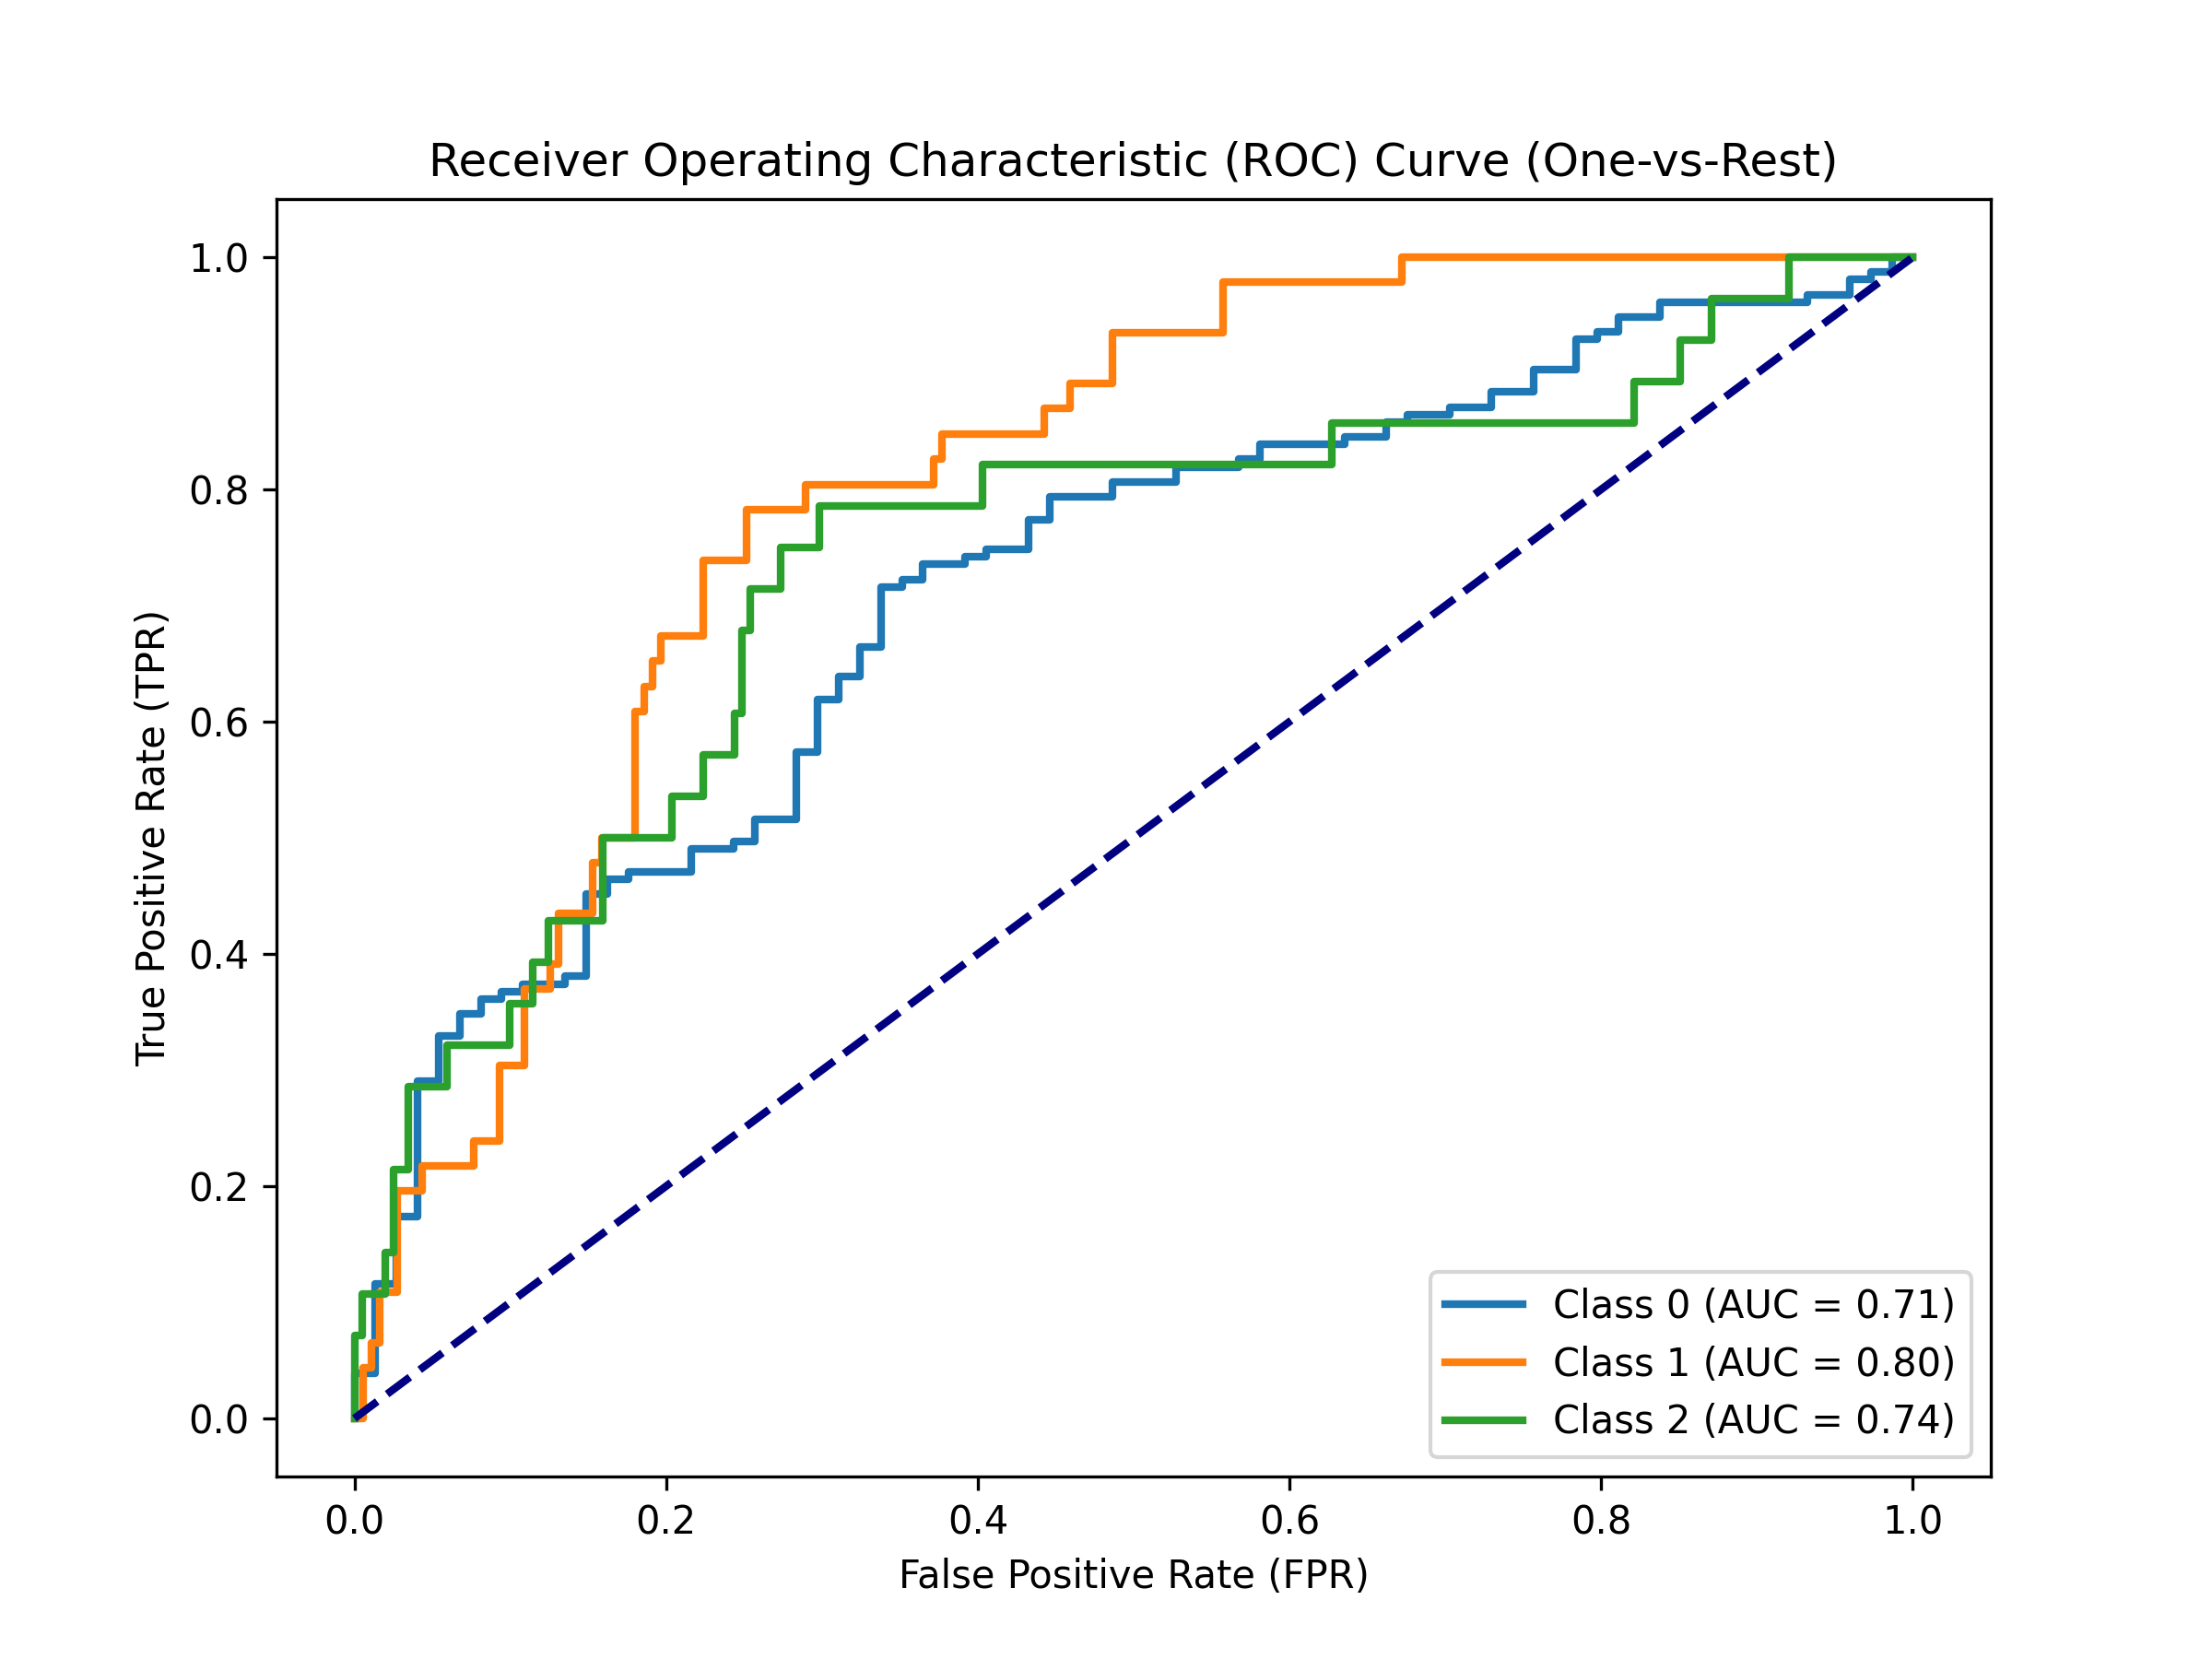 Receiver Operating Characteristic (ROC) Curve (One-vs-Rest)
1.0
0.8
0.6
0.4
0.2
0.0
True Positive Rate (TPR)
0.0 0.2 0.4 0.6 0.8 1.0
False Positive Rate (FPR)
Class 0 (AUC = 0.71)
Class 1 (AUC = 0.80)
Class 2 (AUC = 0.74)